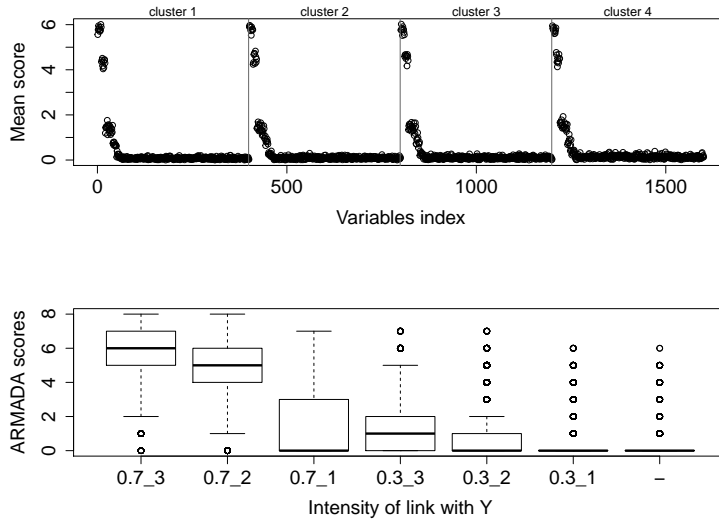 cluster 1 cluster 2 cluster 3 cluster 4
6
4
2
0
Mean score
0 500 1000 1500
Variables index
8
6
4
2
0
ARMADA scores
0.7_3 0.7_2 0.7_1 0.3_3 0.3_2 0.3_1 –
Intensity of link with Y